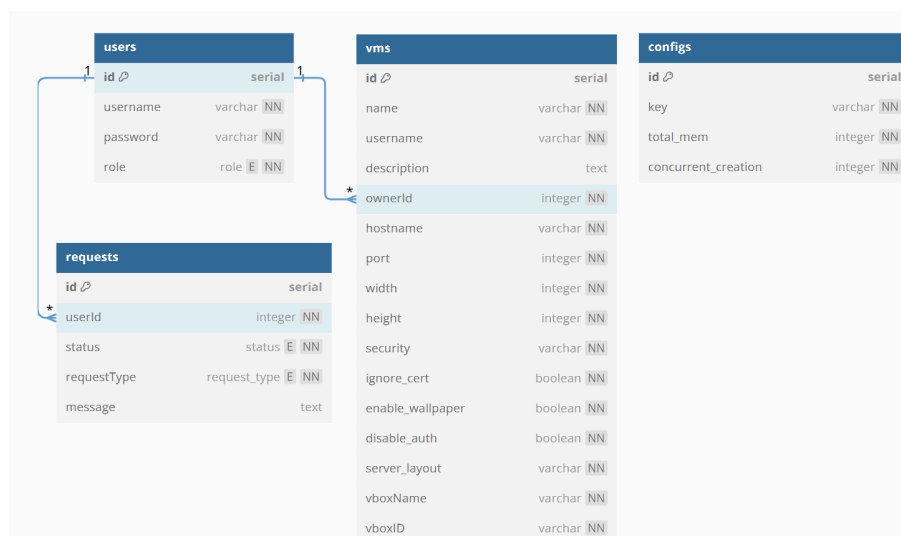 users
1 id serial 1
username varchar NN
password varchar NN
role role E NN
vms
id serial
name varchar NN
username varchar NN
description text
* ownerId integer NN
hostname varchar NN
port integer NN
width integer NN
height integer NN
security varchar NN
ignore_cert boolean NN
enable_wallpaper boolean NN
disable_auth boolean NN
server_layout varchar NN
vboxName varchar NN
vboxID varchar NN
configs
id serial
key varchar NN
total_mem integer NN
concurrent_creation integer NN
requests
id serial
* userId integer NN
status status E NN
requestType request_type E NN
message text